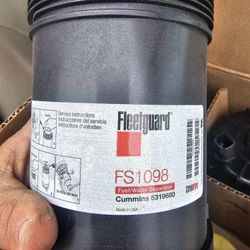 Service Instructions
Instrucciones del servicio
Instructions d'entretien
Fleetguard
FS1098
Fuel/Water Separator
Cummins 5319680
Made in USA